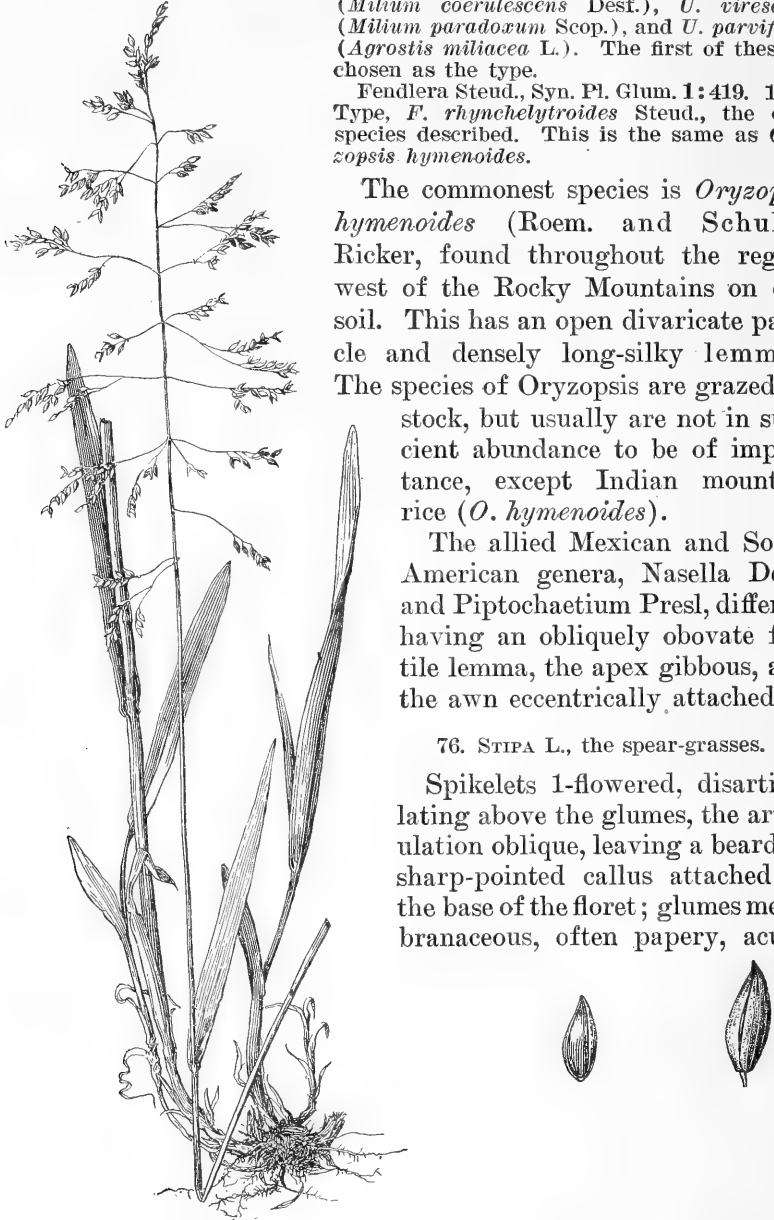 (Milium coerulescens Desf.), U. viresc
(Milium paradoxum Scop.), and U. parvif
(Agrostis miliacea L.). The first of thes
chosen as the type.
Fendlera Steud., Syn. Pl. Glum. 1: 419. 1
Type, F. rhynchelytroides Steud., the
species described. This is the same as
zopsis hymenoides.
The commonest species is Oryzop
hymenoides (Roem. and Schul
Ricker, found throughout the reg
west of the Rocky Mountains on
soil. This has an open divaricate pa
cle and densely long-silky lemm
The species of Oryzopsis are grazed
stock, but usually are not in su
cient abundance to be of imp
tance, except Indian mount
rice (O. hymenoides).
The allied Mexican and So
American genera, Nasella De
and Piptochaetium Presl, differ
having an obliquely obovate f
tile lemma, the apex gibbous, a
the awn eccentrically attached
76. STIPA L., the spear-grasses.
Spikelets 1-flowered, disarti
lating above the glumes, the ar
ulation oblique, leaving a beard
sharp-pointed callus attached
the base of the floret; glumes me
branaceous, often papery, acu